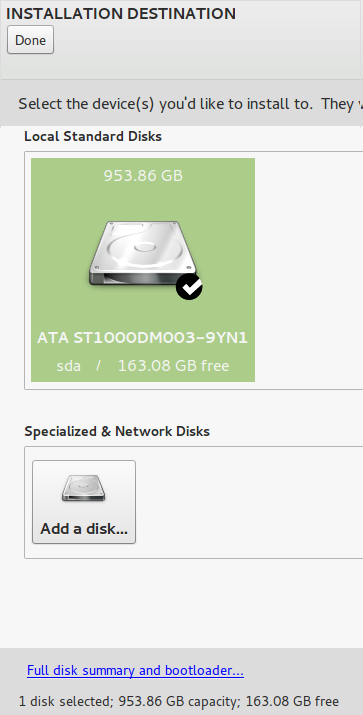 INSTALLATION DESTINATION
Done
Select the device(s) you'd like to install to. They
Local Standard Disks
953.86 GB
ATA ST1000DM003-9YN1
sda / 163.08 GB free
Specialized & Network Disks
Add a disk...
Full disk summary and bootloader...
1 disk selected; 953.86 GB capacity; 163.08 GB free